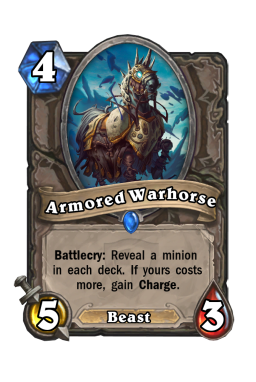 4
Armored Warhorse
Battlecry: Reveal a minion
in each deck. If yours costs
more, gain Charge.
5 Beast 3